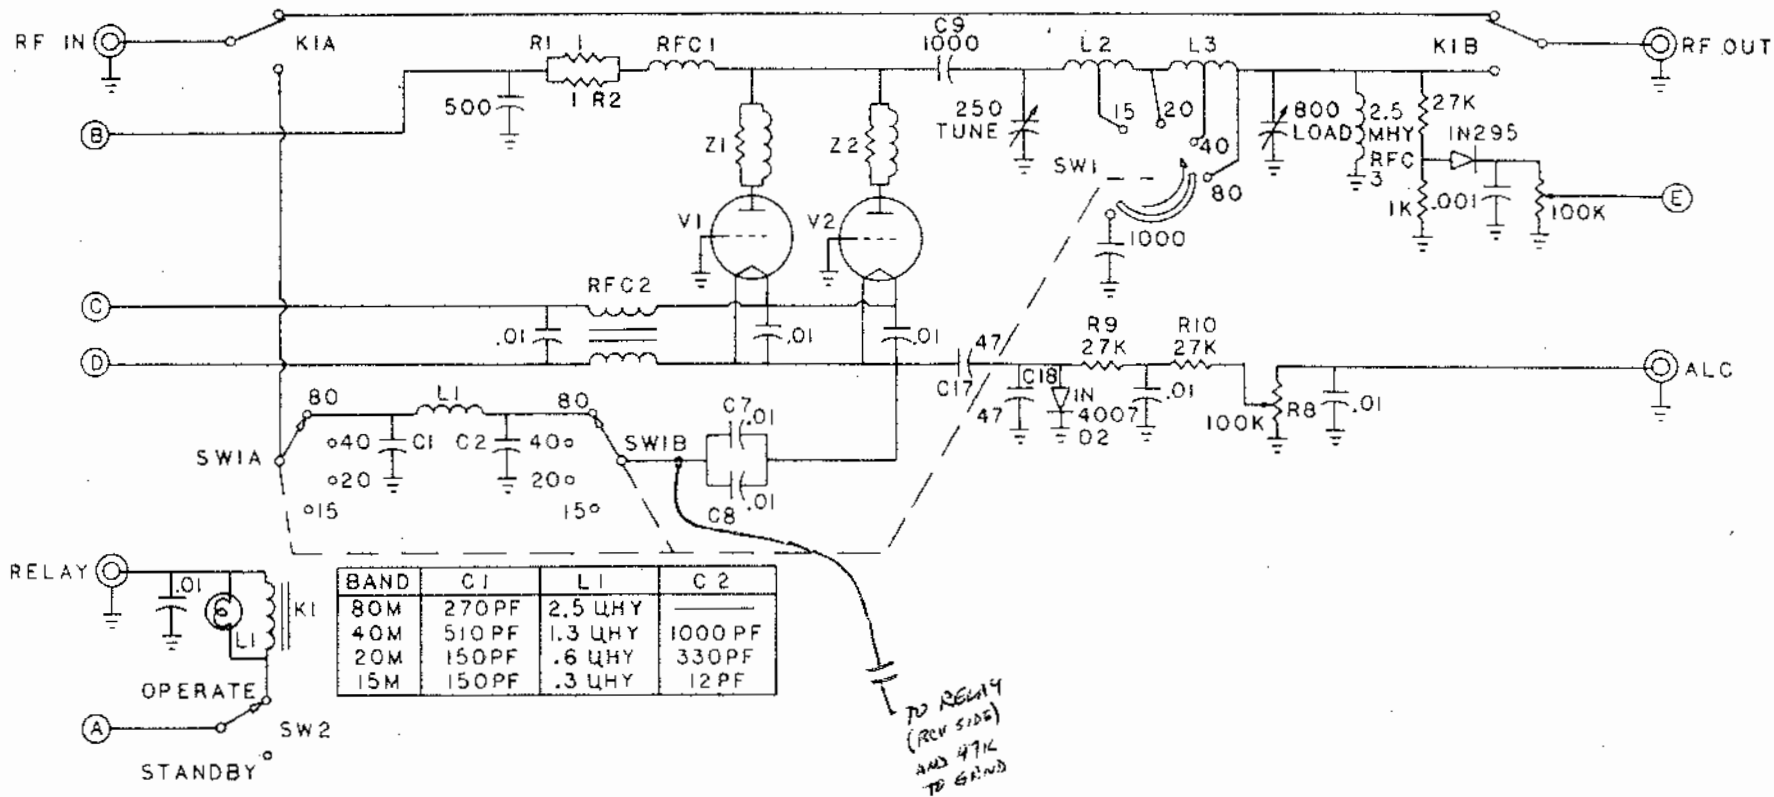 RF IN
K1A
R1 1
1 R2
RFC1
C9
1000
L2
L3
K1B
RF OUT
500
B
250
TUNE
15
20
40
80
SW1
1000
800
LOAD
2.5
MHY
RFC
3
27K
1N295
1K
.001
100K
E
Z1
Z2
V1
V2
C
RFC2
.01
.01
.01
D
47
C17
C18
47
1N
4007
D2
R9
27K
R10
27K
.01
100K
R8
.01
ALC
80
L1
80
40
C1
C2
40
SW1A
20
20
15
15
SW1B
C7
.01
C8
.01
RELAY
.01
L1
K1
OPERATE
A
SW2
STANDBY
BAND C1 L1 C2
80M 270PF 2.5 UHY ———
40M 510PF 1.3 UHY 1000PF
20M 150PF .6 UHY 330PF
15M 150PF .3 UHY 12PF
TO RELAY
(RCV SIDE)
AND 47K
TO GRND